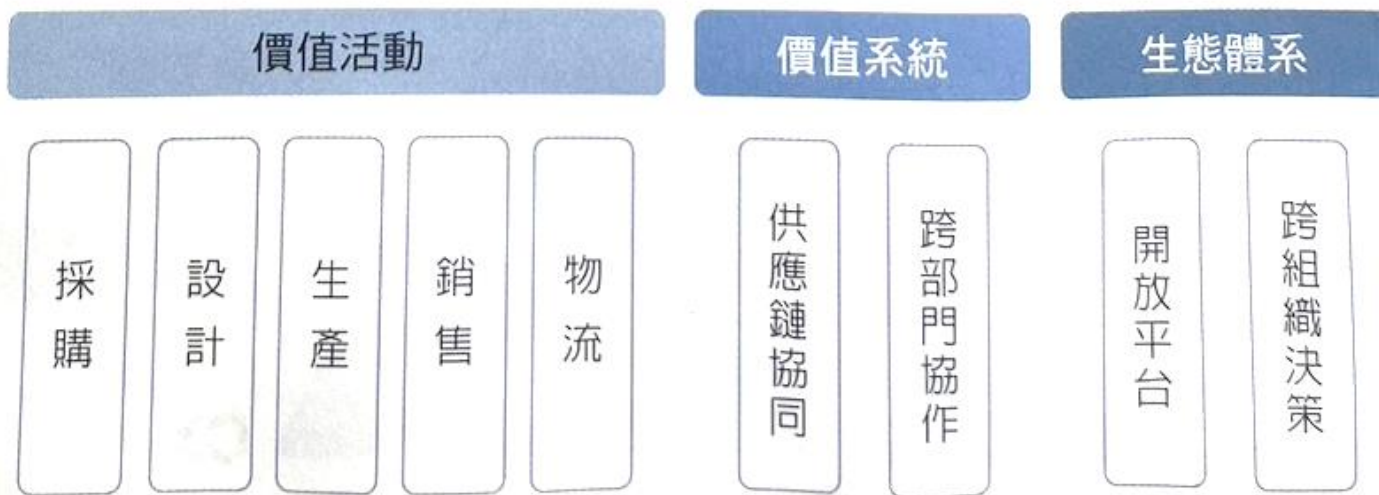 價值活動
價值系統
生態體系
採購
設計
生產
銷售
物流
供應鏈協同
跨部門協作
開放平台
跨組織決策